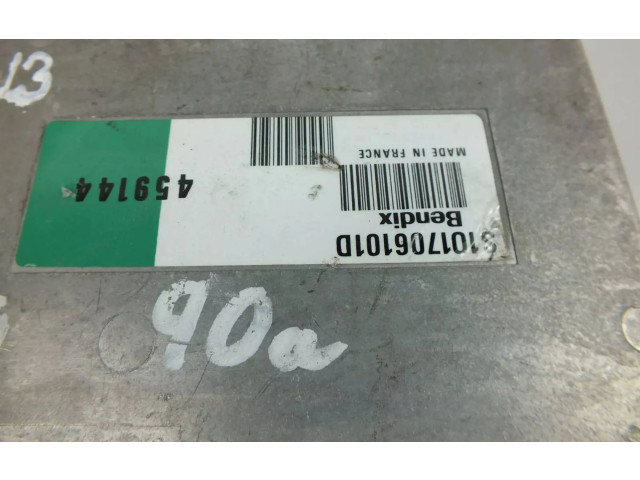 13
MADE IN FRANCE
Bendix
S101706101D
459144
90a